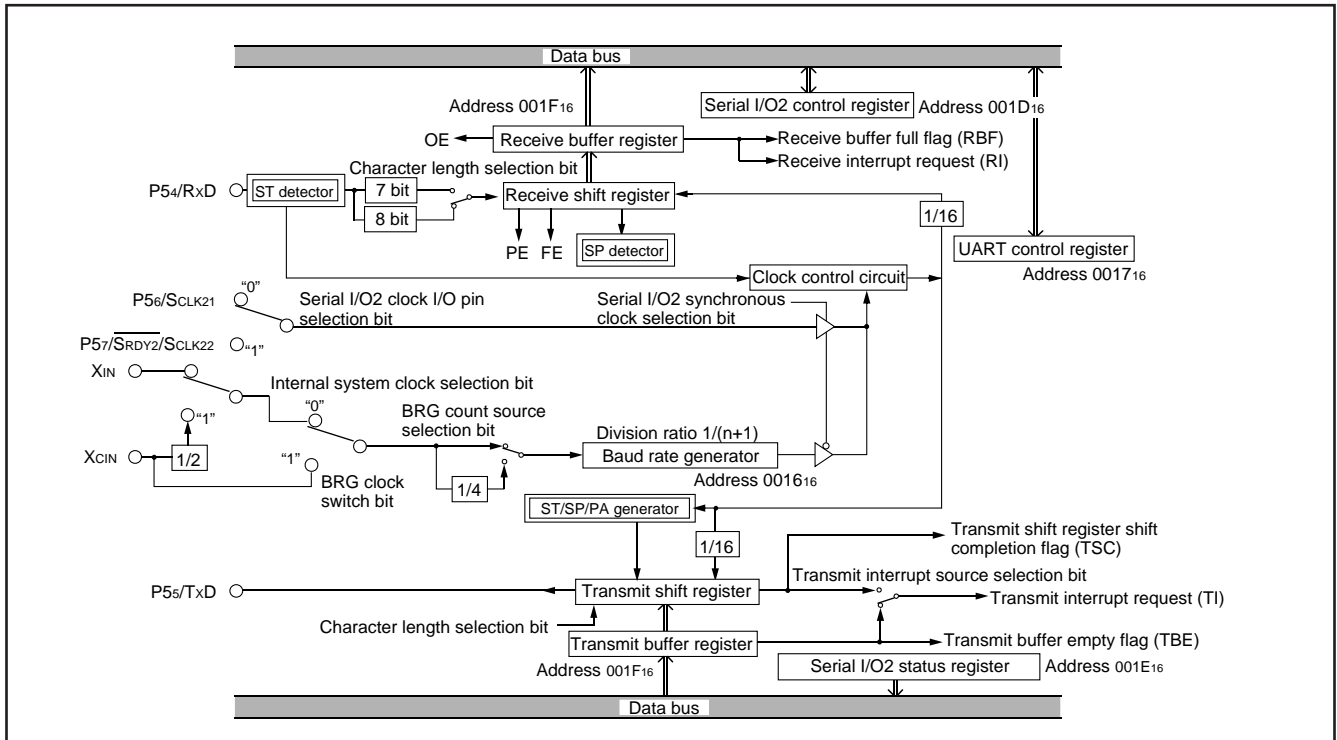 Data bus
Address 001F16
Serial I/O2 control register
Address 001D16
OE
Receive buffer register
Receive buffer full flag (RBF)
Receive interrupt request (RI)
Character length selection bit
P54/RXD
ST detector
7 bit
8 bit
Receive shift register
1/16
PE
FE
SP detector
UART control register
Address 001716
Clock control circuit
P56/SCLK21
"0"
Serial I/O2 clock I/O pin
selection bit
Serial I/O2 synchronous
clock selection bit
P57/SRDY2/SCLK22
"1"
XIN
Internal system clock selection bit
"0"
BRG count source
selection bit
"1"
Division ratio 1/(n+1)
Baud rate generator
XCIN
1/2
"1"
1/4
Address 001616
BRG clock
switch bit
ST/SP/PA generator
1/16
Transmit shift register shift
completion flag (TSC)
Transmit interrupt source selection bit
P55/TXD
Transmit shift register
Transmit interrupt request (TI)
Character length selection bit
Transmit buffer register
Transmit buffer empty flag (TBE)
Address 001F16
Serial I/O2 status register
Address 001E16
Data bus